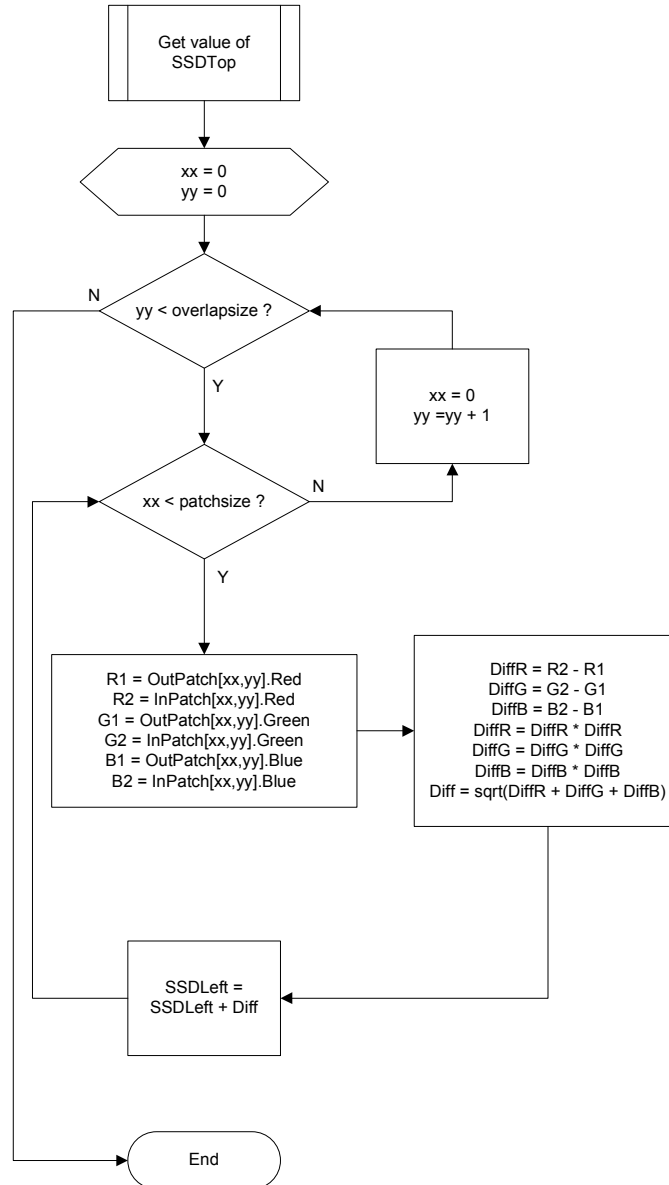 Get value of
SSDTop
xx = 0
yy = 0
N
yy < overlapsize ?
Y
xx = 0
yy =yy + 1
xx < patchsize ?
N
Y
R1 = OutPatch[xx,yy].Red
R2 = InPatch[xx,yy].Red
G1 = OutPatch[xx,yy].Green
G2 = InPatch[xx,yy].Green
B1 = OutPatch[xx,yy].Blue
B2 = InPatch[xx,yy].Blue
DiffR = R2 - R1
DiffG = G2 - G1
DiffB = B2 - B1
DiffR = DiffR * DiffR
DiffG = DiffG * DiffG
DiffB = DiffB * DiffB
Diff = sqrt(DiffR + DiffG + DiffB)
SSDLeft =
SSDLeft + Diff
End